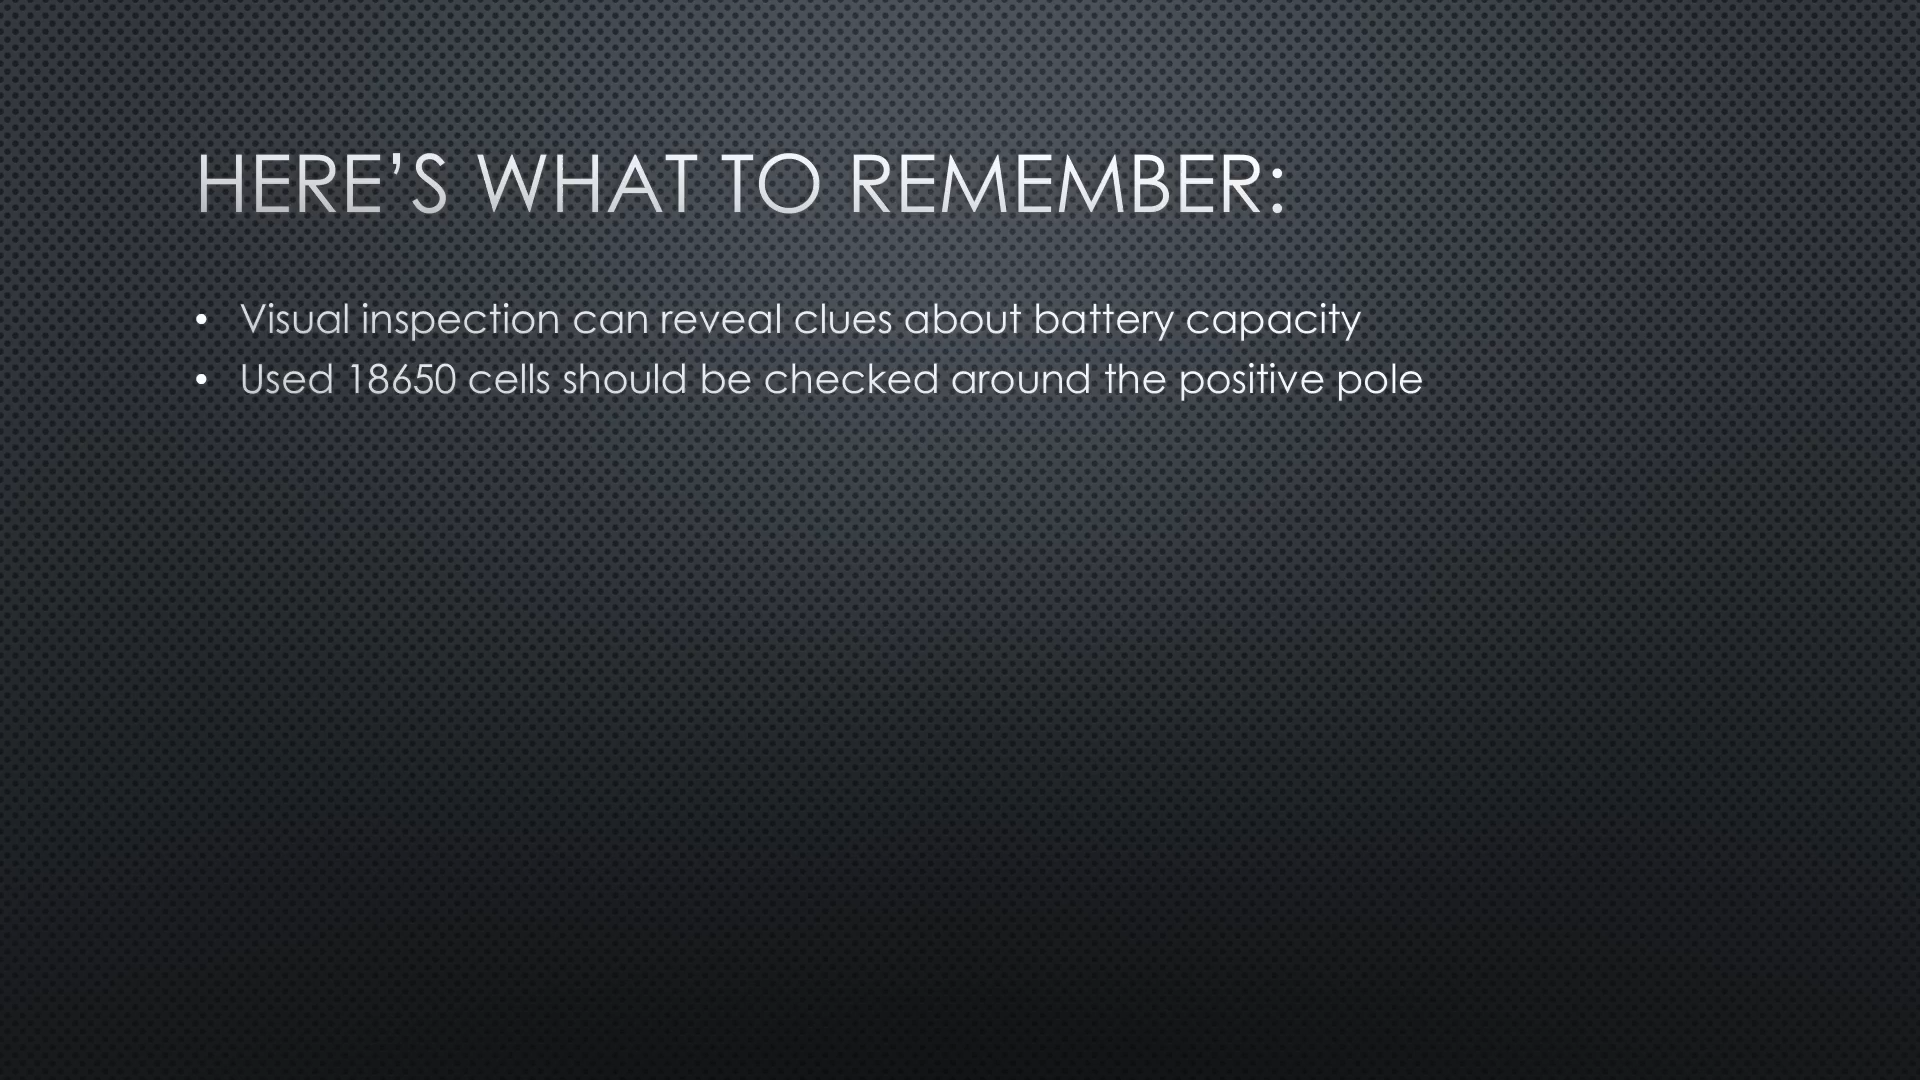 HERE’S WHAT TO REMEMBER:
• Visual inspection can reveal clues about battery capacity
• Used 18650 cells should be checked around the positive pole